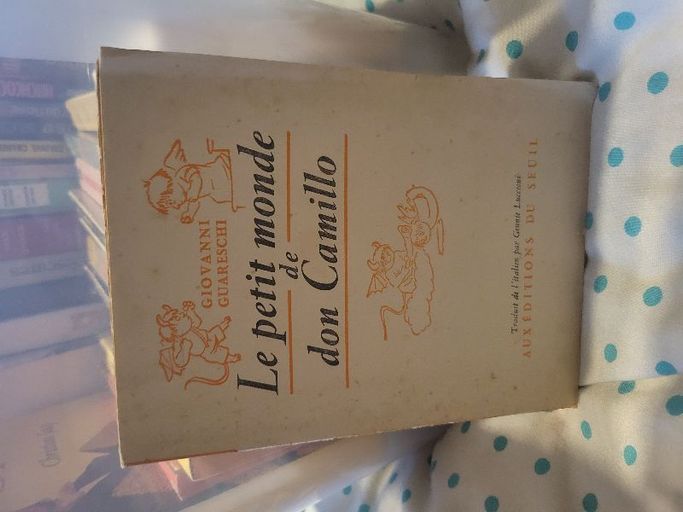 GIOVANNI
GUARESCHI
Le petit monde
de
don Camillo
Traduit de l'italien par Gennie Luccioni
AUX ÉDITIONS DU SEUIL